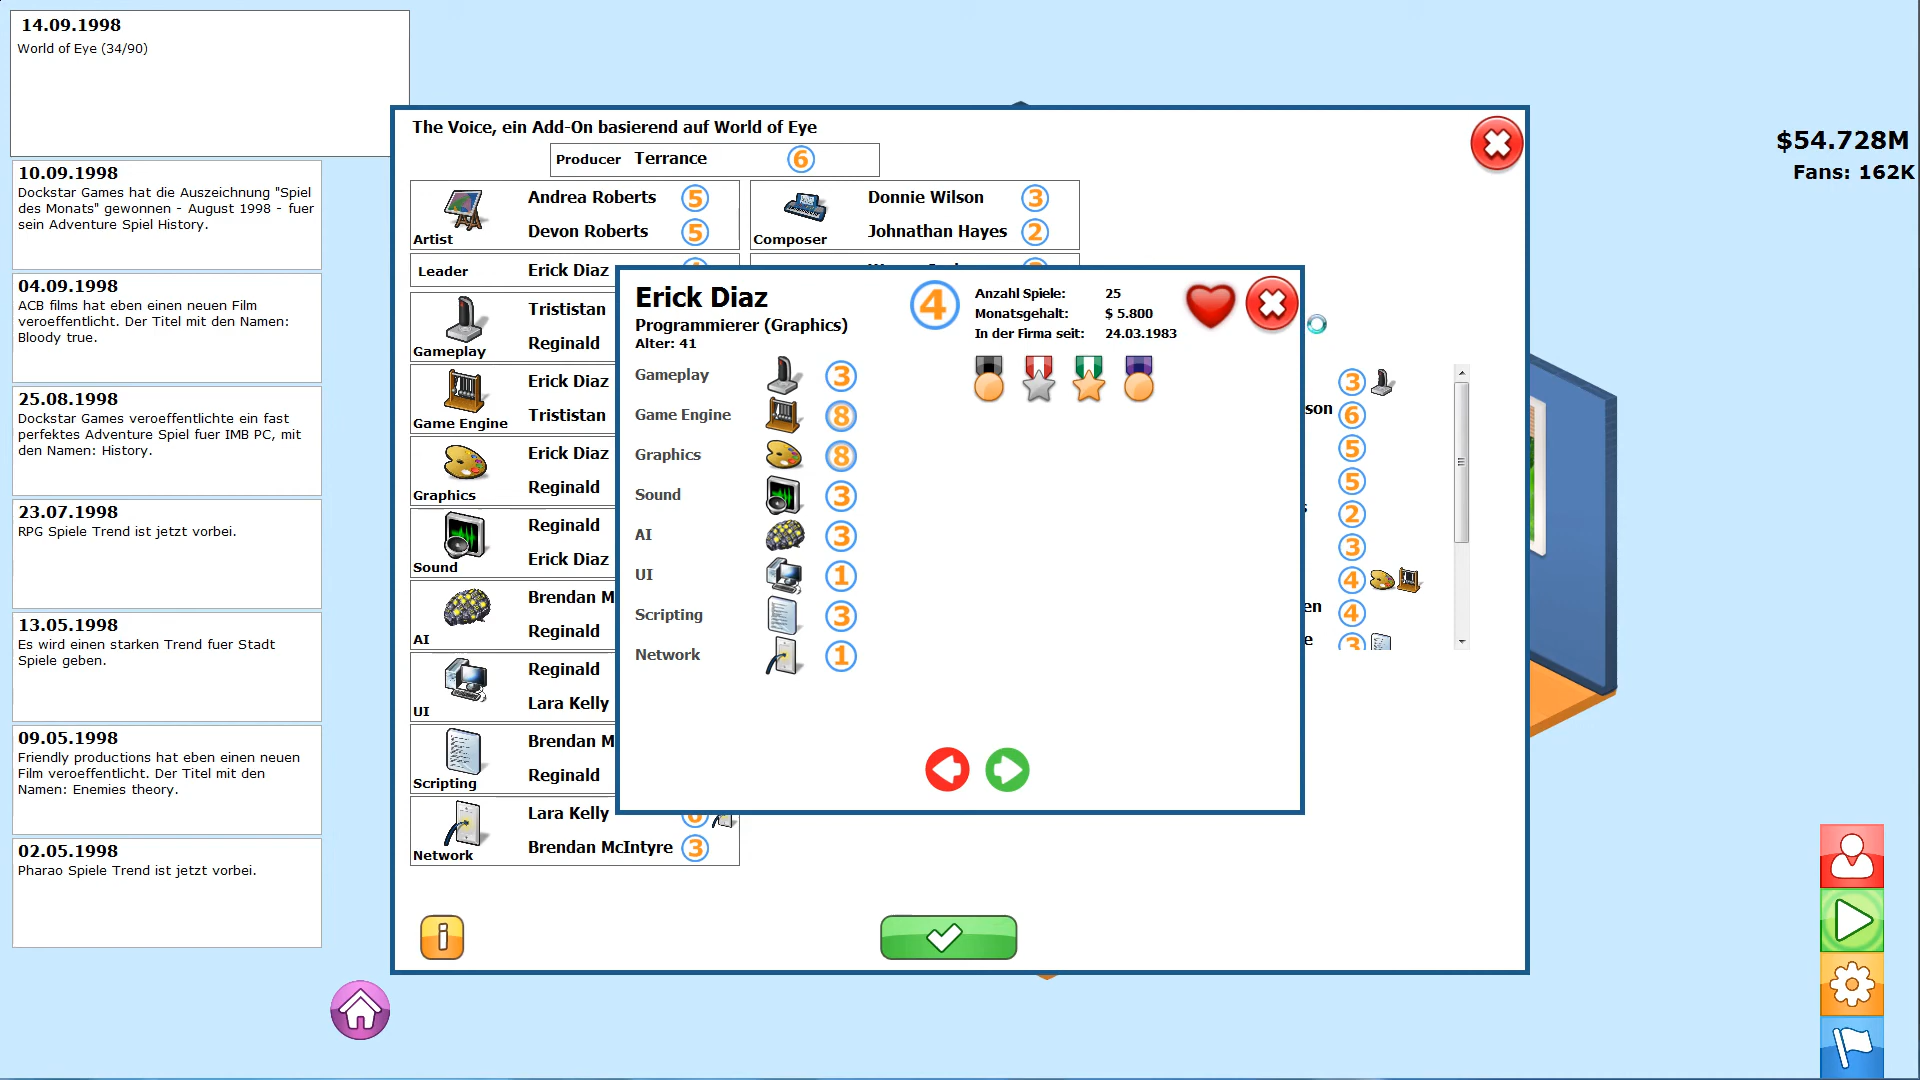 14.09.1998
World of Eye (34/90)
10.09.1998
Dockstar Games hat die Auszeichnung "Spiel
des Monats" gewonnen - August 1998 - fuer
sein Adventure Spiel History.
04.09.1998
ACB films hat eben einen neuen Film
veroeffentlicht. Der Titel mit den Namen:
Bloody true.
25.08.1998
Dockstar Games veroeffentlichte ein fast
perfektes Adventure Spiel fuer IMB PC, mit
den Namen: History.
23.07.1998
RPG Spiele Trend ist jetzt vorbei.
13.05.1998
Es wird einen starken Trend fuer Stadt
Spiele geben.
09.05.1998
Friendly productions hat eben einen neuen
Film veroeffentlicht. Der Titel mit den
Namen: Enemies theory.
02.05.1998
Pharao Spiele Trend ist jetzt vorbei.
The Voice, ein Add-On basierend auf World of Eye
Producer Terrance 6
Artist
Andrea Roberts 5
Devon Roberts 5
Composer
Donnie Wilson 3
Johnathan Hayes 2
Leader Erick Diaz
Gameplay
Trististan
Reginald
Game Engine
Erick Diaz
Trististan
Graphics
Erick Diaz
Reginald
Sound
Reginald
Erick Diaz
AI
Brendan M
Reginald
UI
Reginald
Lara Kelly
Scripting
Brendan M
Reginald
Network
Lara Kelly
Brendan McIntyre 3
Erick Diaz
Programmierer (Graphics)
Alter: 41
4
Anzahl Spiele: 25
Monatsgehalt: $ 5.800
In der Firma seit: 24.03.1983
Gameplay 3
Game Engine 8
Graphics 8
Sound 3
AI 3
UI 1
Scripting 3
Network 1
3
son 6
5
5
s 2
3
4
en 4
e 3
i
$54.728M
Fans: 162K